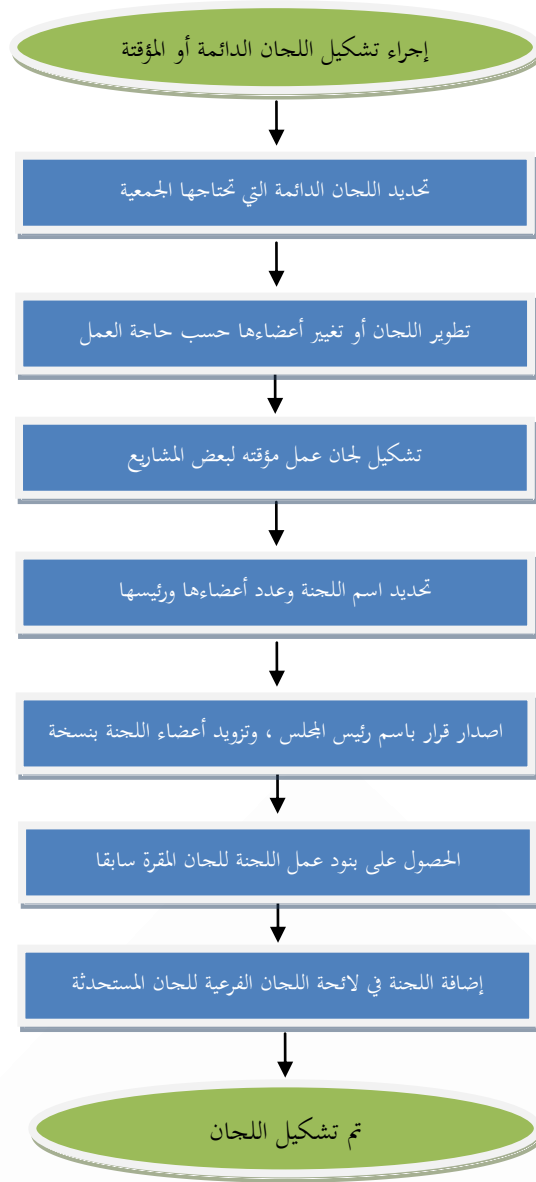 إجراء تشكيل اللجان الدائمة أو المؤقتة
تحديد اللجان الدائمة التي تحتاجها الجمعية
تطوير اللجان أو تغيير أعضاءها حسب حاجة العمل
تشكيل لجان عمل مؤقته لبعض المشاريع
تحديد اسم اللجنة وعدد أعضاءها ورئيسها
اصدار قرار باسم رئيس المجلس ، وتزويد أعضاء اللجنة بنسخة
الحصول على بنود عمل اللجنة للجان المقرة سابقا
إضافة اللجنة في لائحة اللجان الفرعية للجان المستحدثة
تم تشكيل اللجان